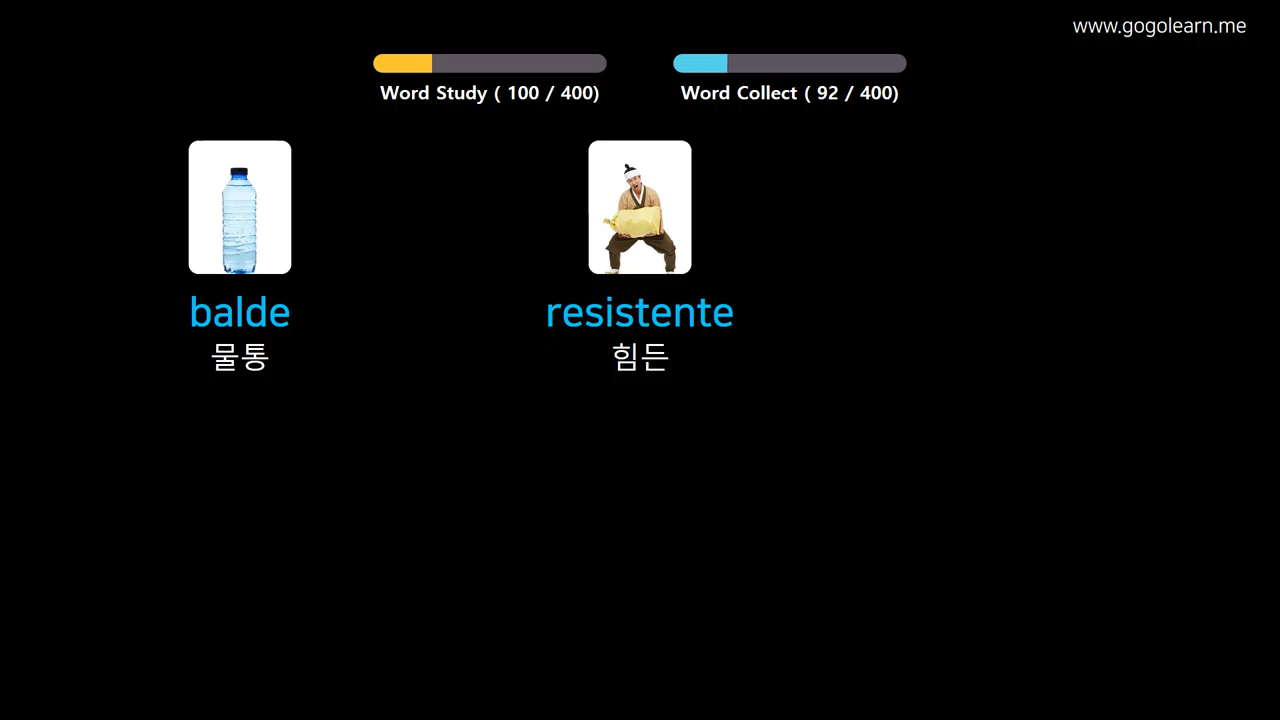 www.gogolearn.me
Word Study ( 100 / 400)
Word Collect ( 92 / 400)
balde
물통
resistente
힘든